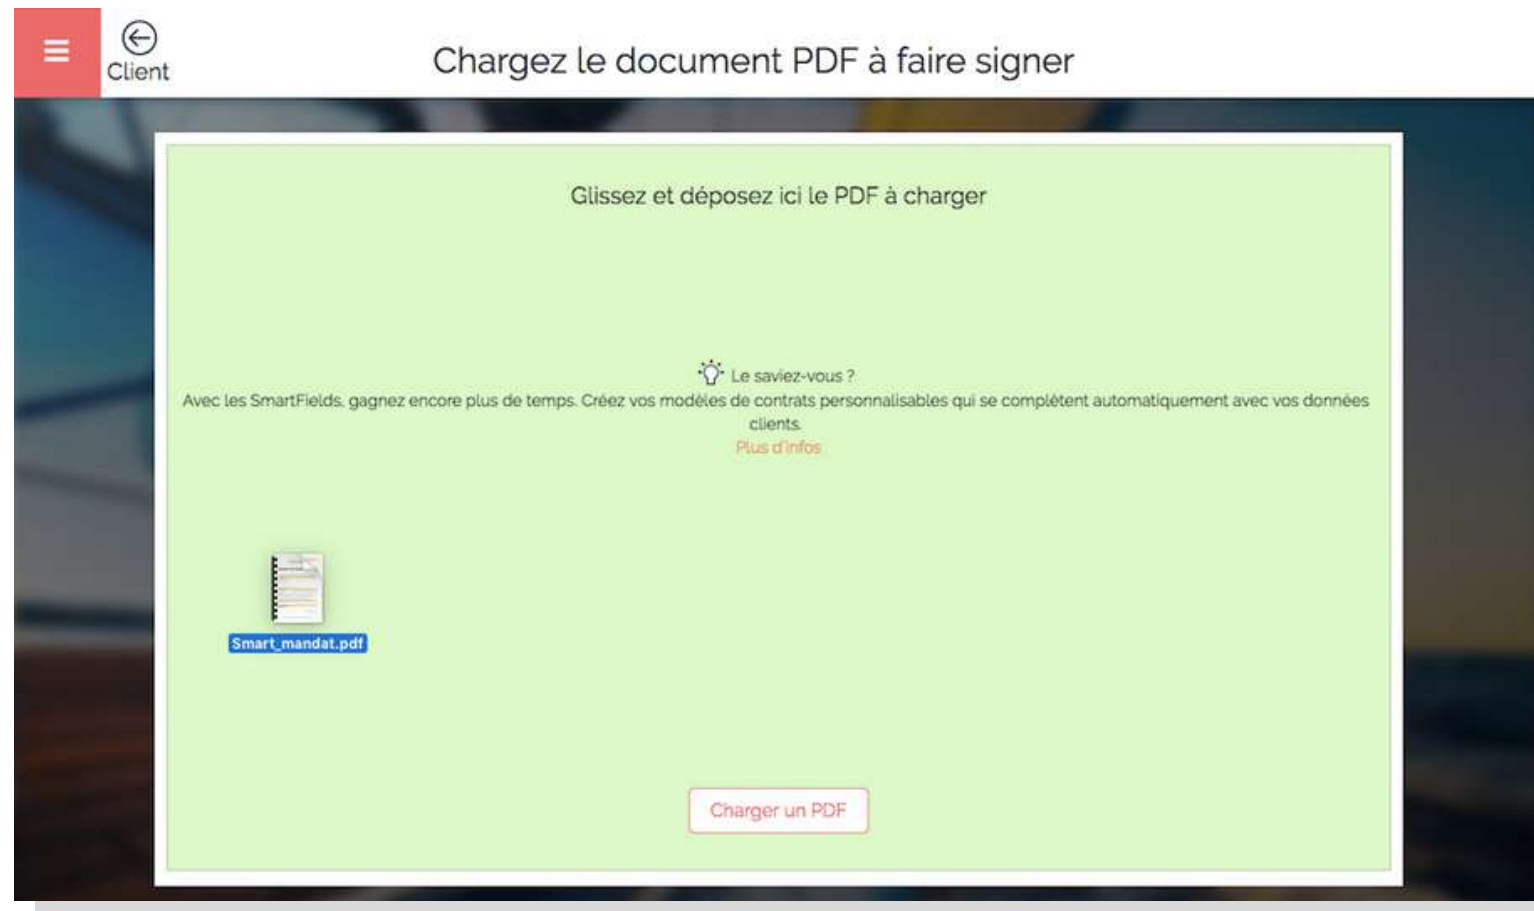 Client
Chargez le document PDF à faire signer
Glissez et déposez ici le PDF à charger
Le saviez-vous ?
Avec les SmartFields, gagnez encore plus de temps. Créez vos modèles de contrats personnalisables qui se complètent automatiquement avec vos données
clients.
Plus d'infos
Smart_mandat.pdf
Charger un PDF